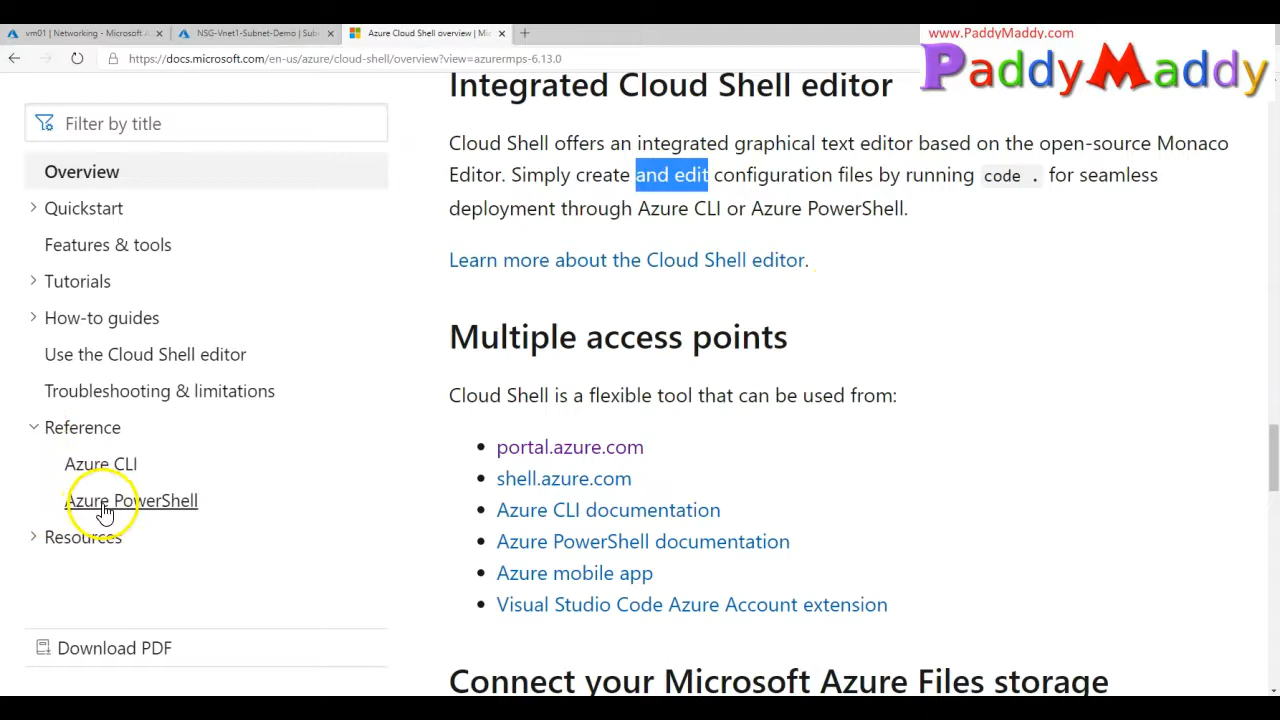 vm01 | Networking - Microsoft A
NSG-Vnet1-Subnet-Demo | Sub
Azure Cloud Shell overview | Mic
www.PaddyMaddy.com
PaddyMaddy
https://docs.microsoft.com/en-us/azure/cloud-shell/overview?view=azurermps-6.13.0
Filter by title
Overview
Quickstart
Features & tools
Tutorials
How-to guides
Use the Cloud Shell editor
Troubleshooting & limitations
Reference
Azure CLI
Azure PowerShell
Resources
Download PDF
Integrated Cloud Shell editor
Cloud Shell offers an integrated graphical text editor based on the open-source Monaco
Editor. Simply create and edit configuration files by running code . for seamless
deployment through Azure CLI or Azure PowerShell.
Learn more about the Cloud Shell editor.
Multiple access points
Cloud Shell is a flexible tool that can be used from:
• portal.azure.com
• shell.azure.com
• Azure CLI documentation
• Azure PowerShell documentation
• Azure mobile app
• Visual Studio Code Azure Account extension
Connect your Microsoft Azure Files storage